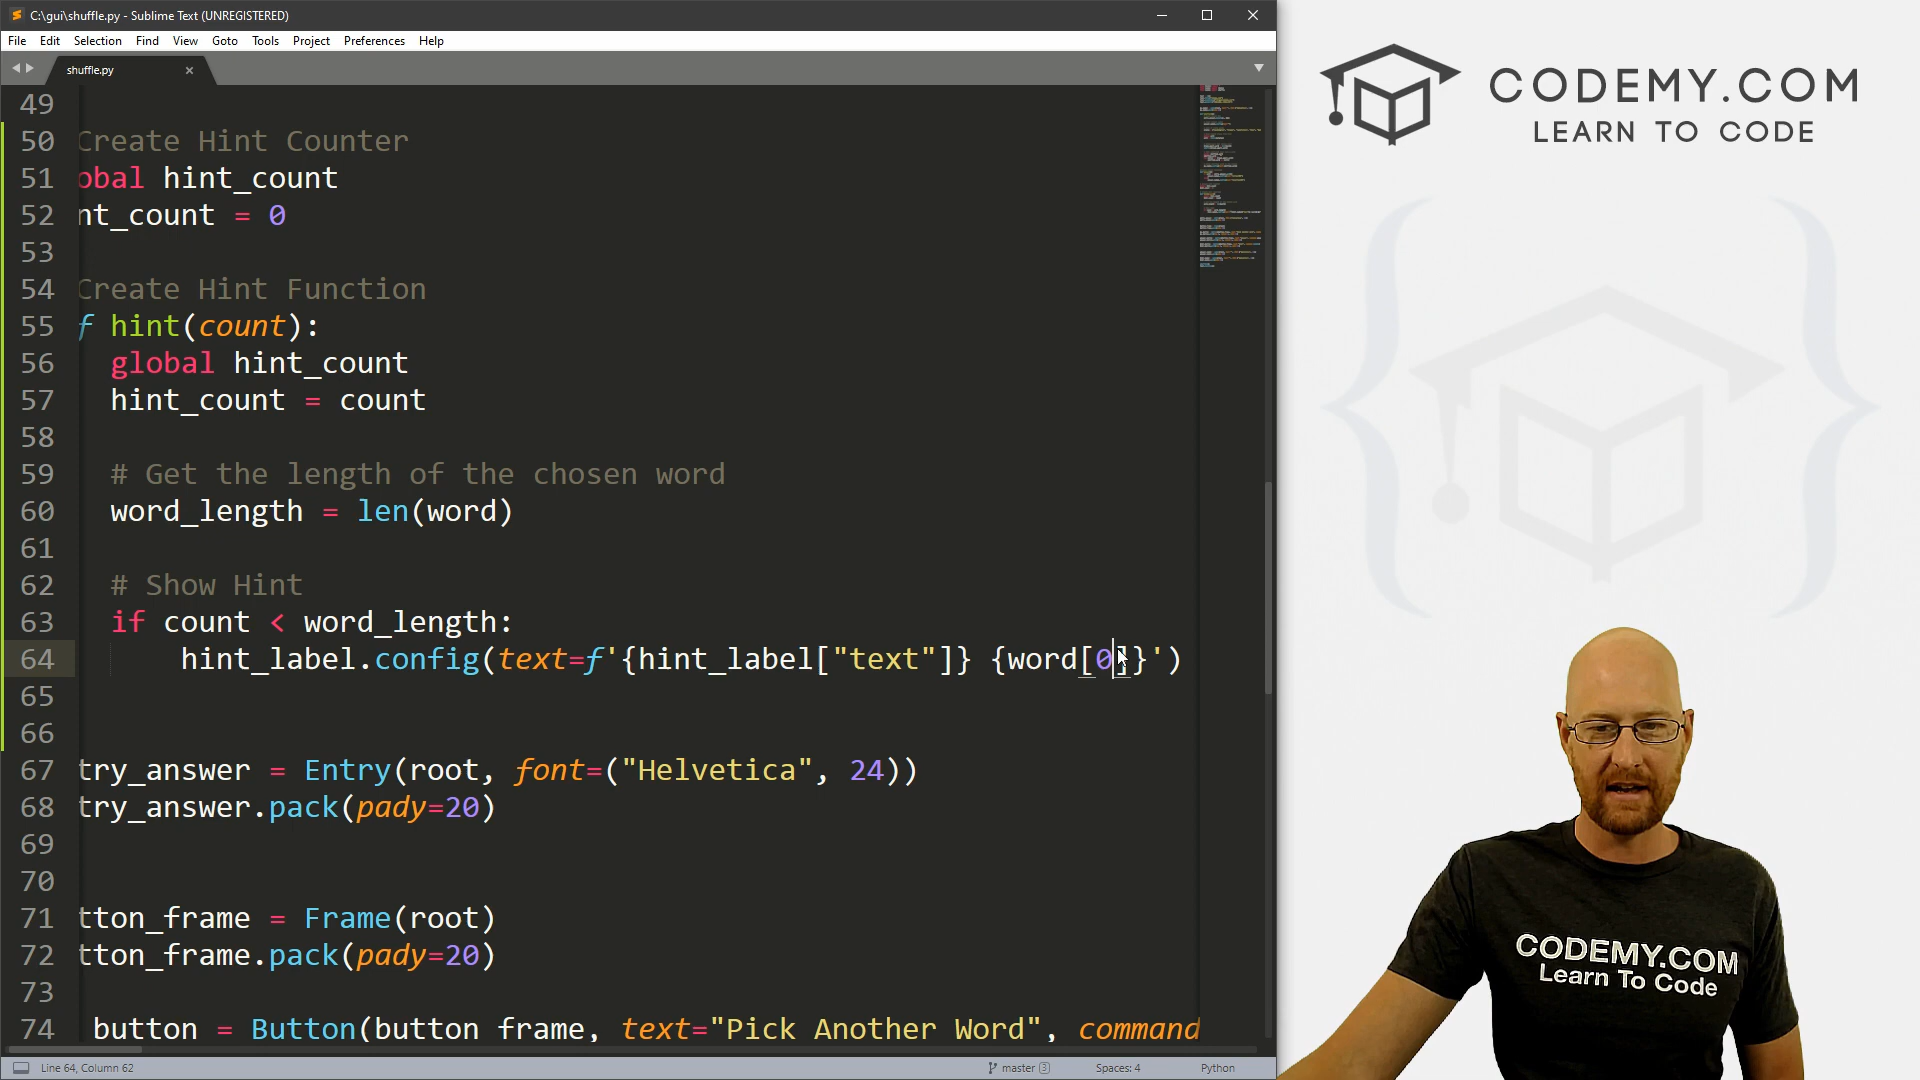 C:\gui\shuffle.py - Sublime Text (UNREGISTERED)
File Edit Selection Find View Goto Tools Project Preferences Help
shuffle.py
49
50 Create Hint Counter
51 obal hint_count
52 nt_count = 0
53
54 Create Hint Function
55 f hint(count):
56 global hint_count
57 hint_count = count
58
59 # Get the length of the chosen word
60 word_length = len(word)
61
62 # Show Hint
63 if count < word_length:
64 hint_label.config(text=f'{hint_label["text"]} {word[0]}')
65
66
67 try_answer = Entry(root, font=("Helvetica", 24))
68 try_answer.pack(pady=20)
69
70
71 tton_frame = Frame(root)
72 tton_frame.pack(pady=20)
73
74 button = Button(button_frame, text="Pick Another Word", command
Line 64, Column 62
master 3
Spaces: 4
Python
CODEMY.COM
LEARN TO CODE
CODEMY.COM
Learn To Code